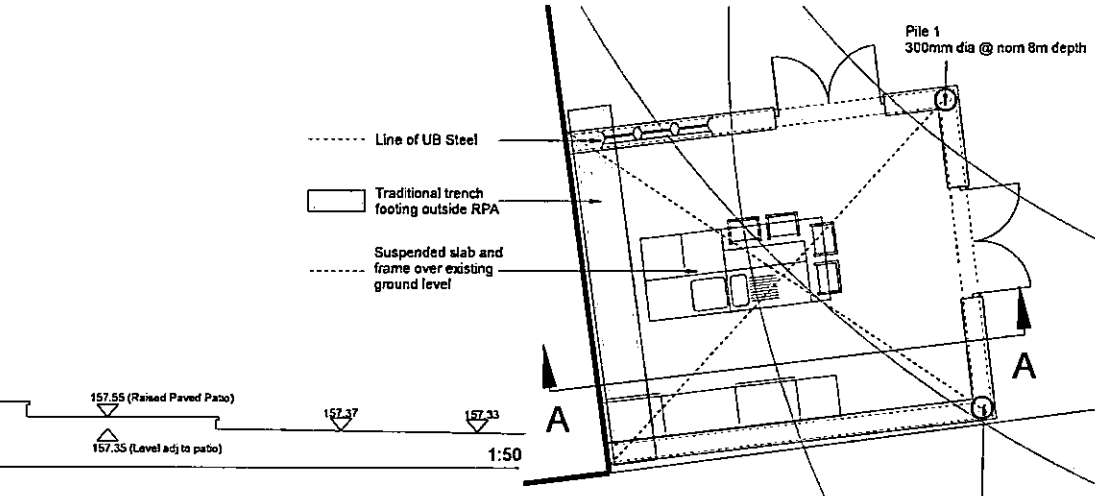 Pile 1
300mm dia @ nom 8m depth
Line of UB Steel
Traditional trench
footing outside RPA
Suspended slab and
frame over existing
ground level
A
A
157.55 (Raised Paved Patio)
157.37
157.33
157.35 (Level adj to patio)
1:50